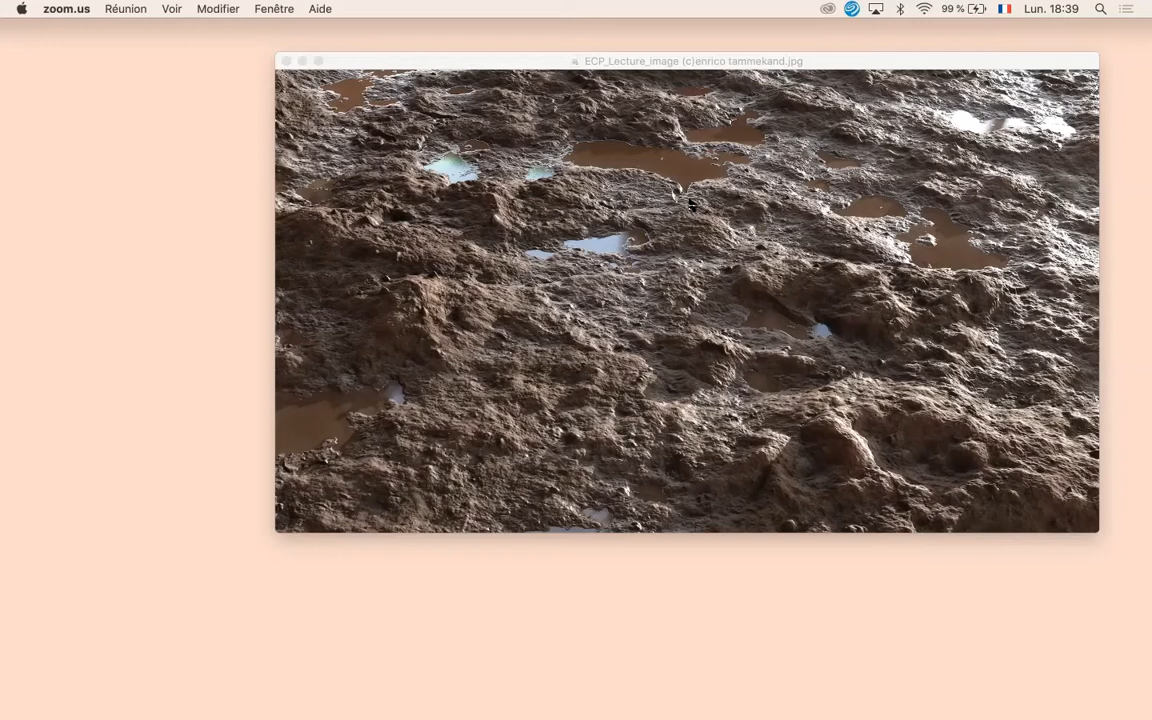 zoom.us Réunion Voir Modifier Fenêtre Aide 99 % Lun. 18:39
ECP_Lecture_image (c)enrico tammekand.jpg